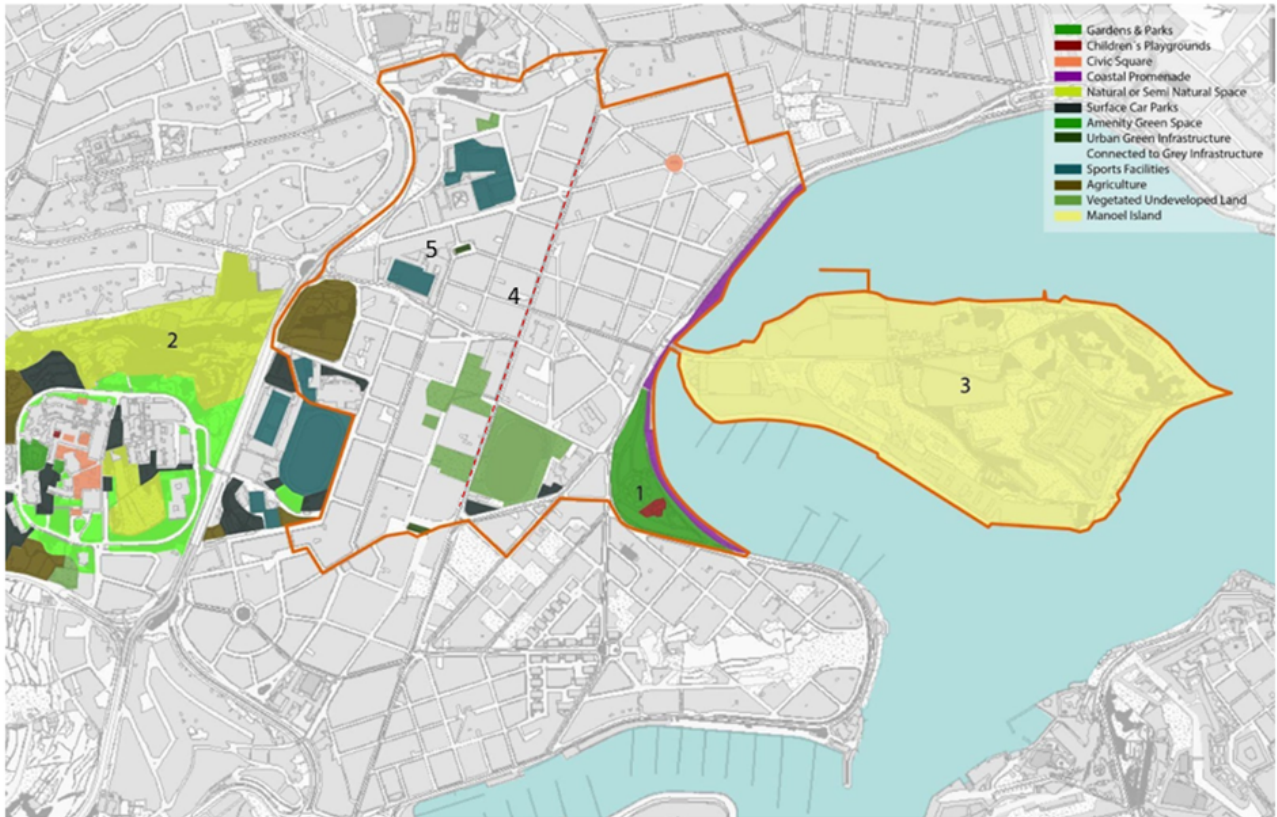 Gardens & Parks
Children`s Playgrounds
Civic Square
Coastal Promenade
Natural or Semi Natural Space
Surface Car Parks
Amenity Green Space
Urban Green Infrastructure
Connected to Grey Infrastructure
Sports Facilities
Agriculture
Vegetated Undeveloped Land
Manoel Island
5
4
2
3
1